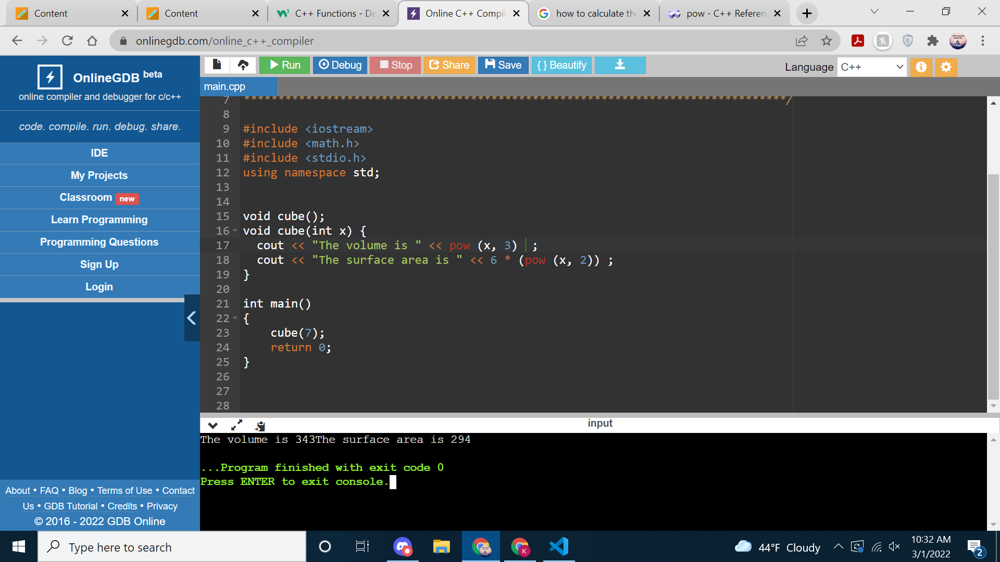 Content
Content
C++ Functions - De
Online C++ Compil
how to calculate the
pow - C++ Referen
onlinegdb.com/online_c++_compiler
OnlineGDB beta
online compiler and debugger for c/c++
code. compile. run. debug. share.
IDE
My Projects
Classroom new
Learn Programming
Programming Questions
Sign Up
Login
About • FAQ • Blog • Terms of Use • Contact
Us • GDB Tutorial • Credits • Privacy
© 2016 - 2022 GDB Online
Run
Debug
Stop
Share
Save
{ } Beautify
Language
C++
main.cpp
7 *******************************************************************************/
8
9 #include <iostream>
10 #include <math.h>
11 #include <stdio.h>
12 using namespace std;
13
14
15 void cube();
16 void cube(int x) {
17 cout << "The volume is " << pow (x, 3) ;
18 cout << "The surface area is " << 6 * (pow (x, 2)) ;
19 }
20
21 int main()
22 {
23 cube(7);
24 return 0;
25 }
26
27
28
input
The volume is 343The surface area is 294
...Program finished with exit code 0
Press ENTER to exit console.
Type here to search
K
44°F Cloudy
10:32 AM
3/1/2022
2